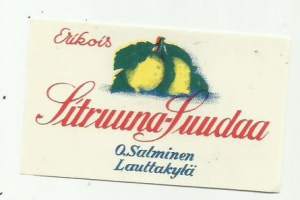 Erikois
Sitruuna-Suudaa
O. Salminen
Lauttakylä